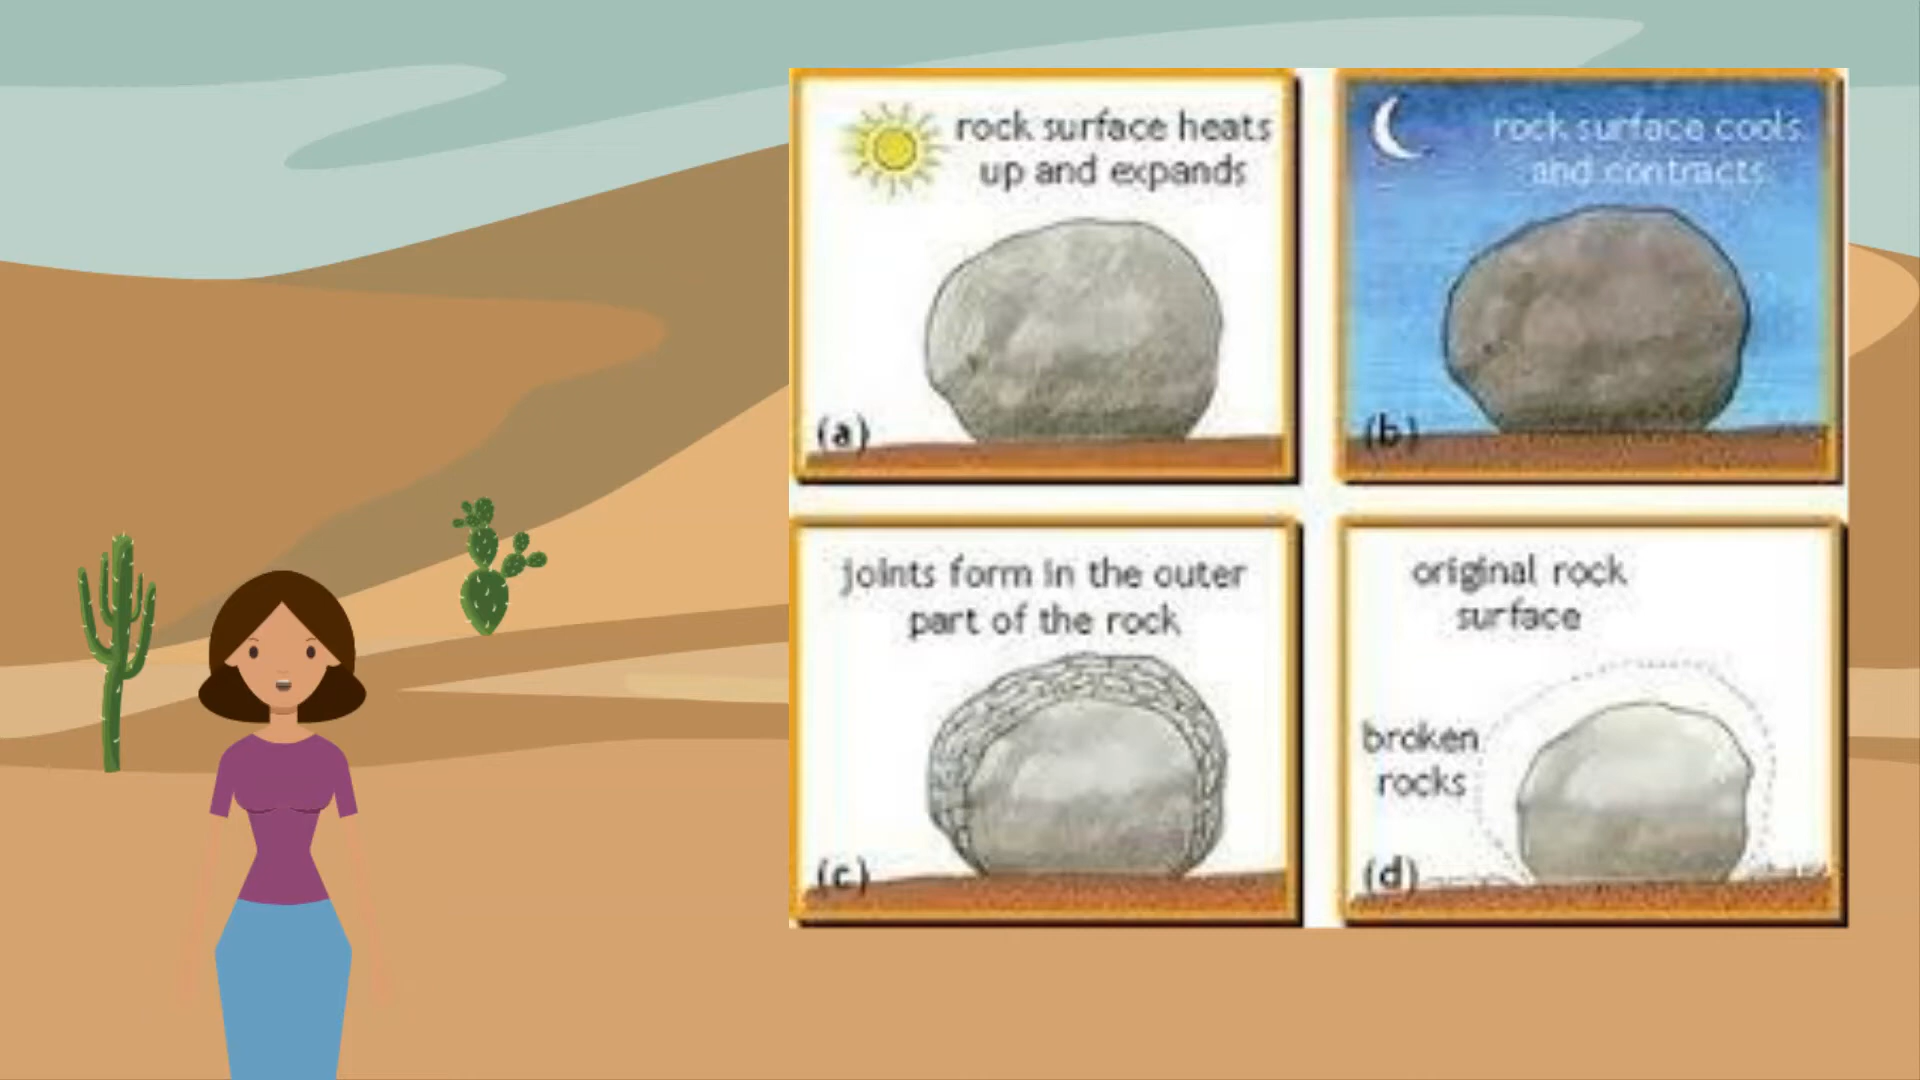 rock surface heats
up and expands
(a)
rock surface cools
and contracts
(b)
joints form in the outer
part of the rock
(c)
original rock
surface
broken
rocks
(d)